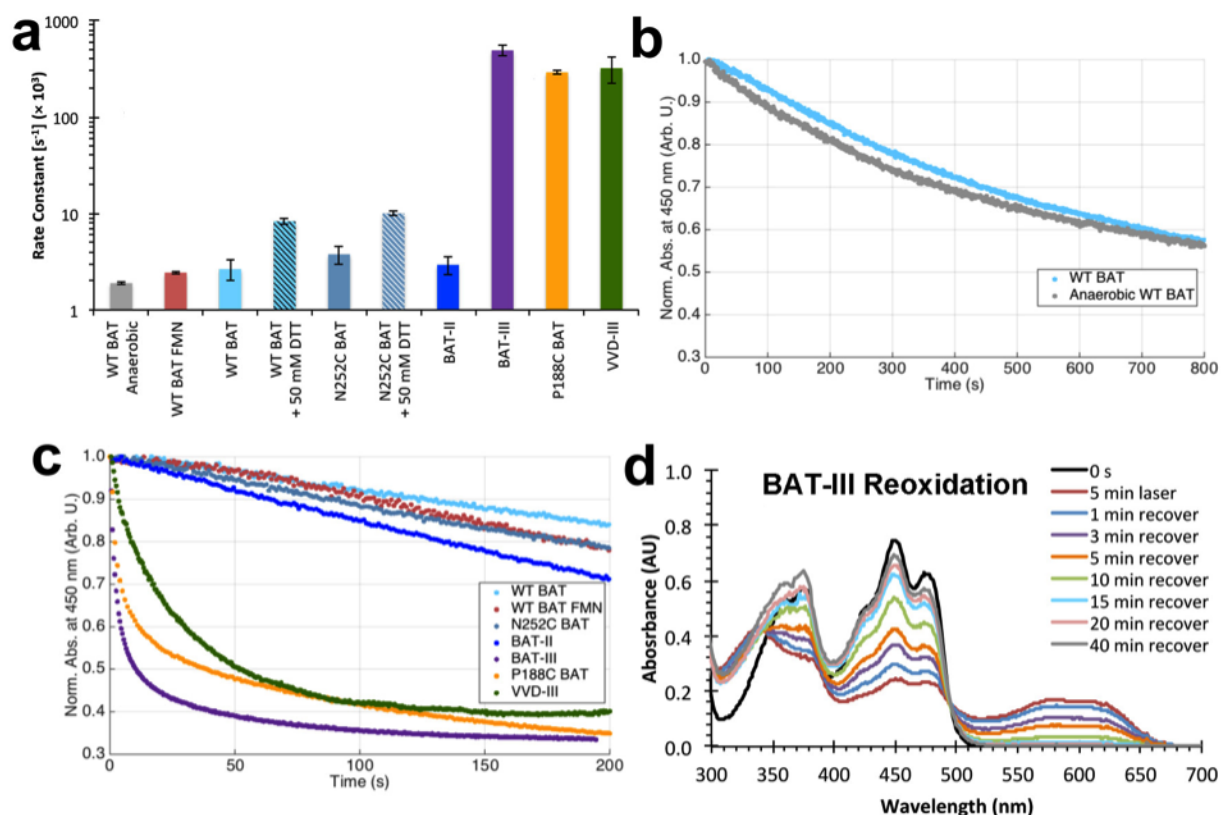 a
Rate Constant [s⁻¹] (× 10³)
1000
100
10
1
WT BAT
Anaerobic
WT BAT FMN
WT BAT
WT BAT
+ 50 mM DTT
N252C BAT
N252C BAT
+ 50 mM DTT
BAT-II
BAT-III
P188C BAT
VVD-III
b
Norm. Abs. at 450 nm (Arb. U.)
1.0
0.9
0.8
0.7
0.6
0.5
0.4
0.3
WT BAT
Anaerobic WT BAT
0 100 200 300 400 500 600 700 800
Time (s)
c
Norm. Abs. at 450 nm (Arb. U.)
1.0
0.9
0.8
0.7
0.6
0.5
0.4
0.3
WT BAT
WT BAT FMN
N252C BAT
BAT-II
BAT-III
P188C BAT
VVD-III
0 50 100 150 200
Time (s)
d
BAT-III Reoxidation
Absorbance (AU)
1.0
0.8
0.6
0.4
0.2
0.0
0 s
5 min laser
1 min recover
3 min recover
5 min recover
10 min recover
15 min recover
20 min recover
40 min recover
300 350 400 450 500 550 600 650 700
Wavelength (nm)